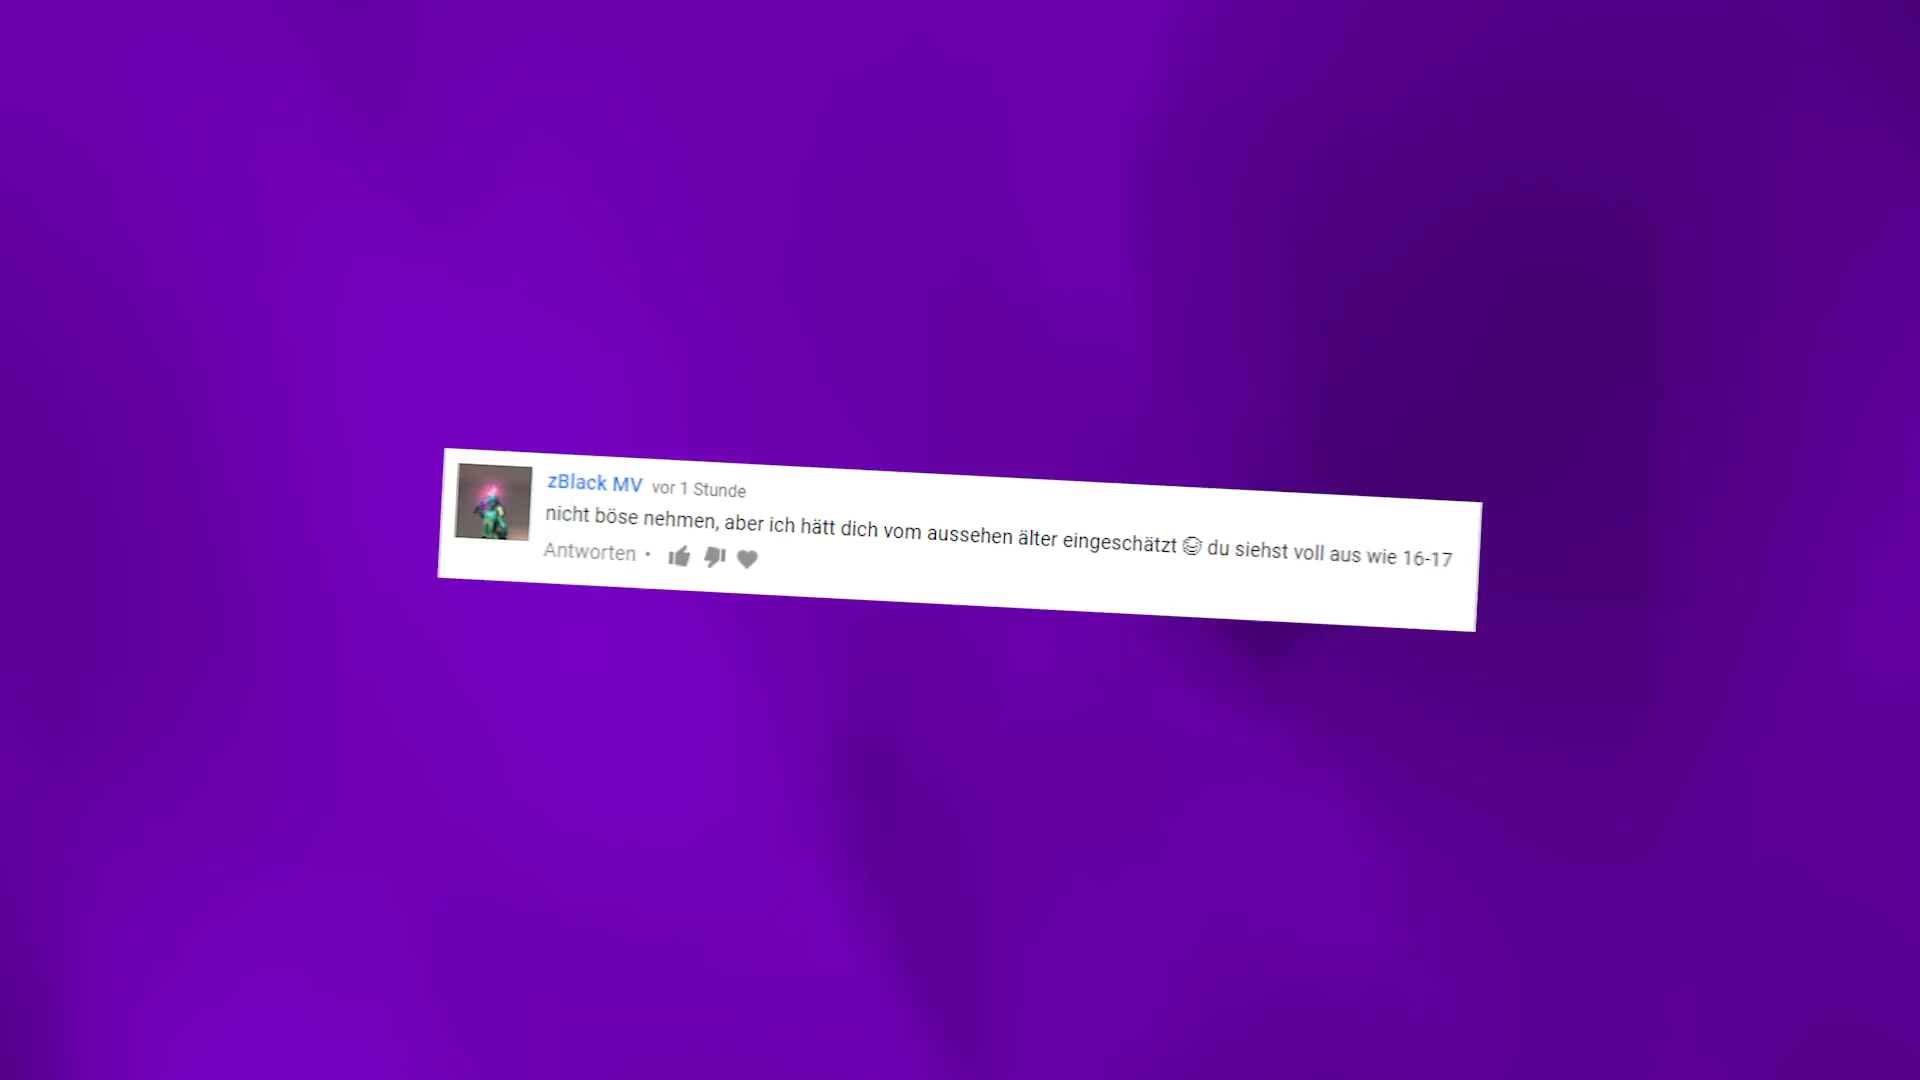 zBlack MV vor 1 Stunde
nicht böse nehmen, aber ich hätt dich vom aussehen älter eingeschätzt 😊 du siehst voll aus wie 16-17
Antworten •